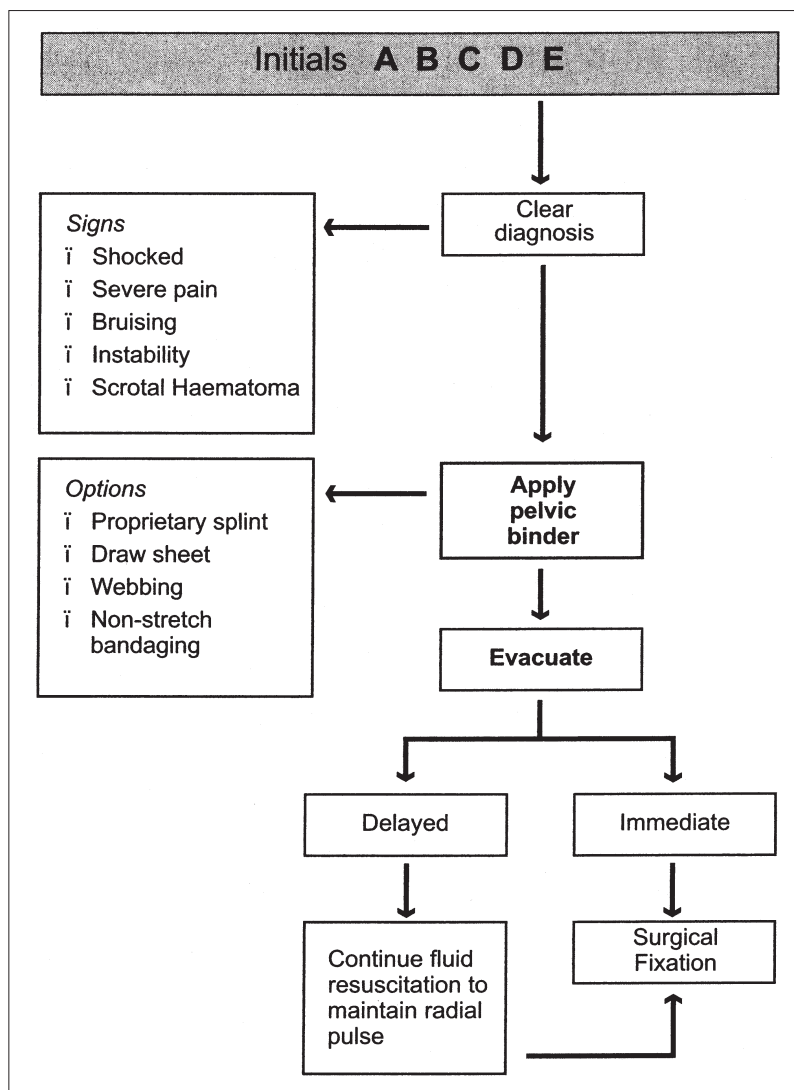 Initials A B C D E
Clear
diagnosis
Signs
ï Shocked
ï Severe pain
ï Bruising
ï Instability
ï Scrotal Haematoma
Apply
pelvic
binder
Options
ï Proprietary splint
ï Draw sheet
ï Webbing
ï Non-stretch
bandaging
Evacuate
Delayed
Immediate
Continue fluid
resuscitation to
maintain radial
pulse
Surgical
Fixation